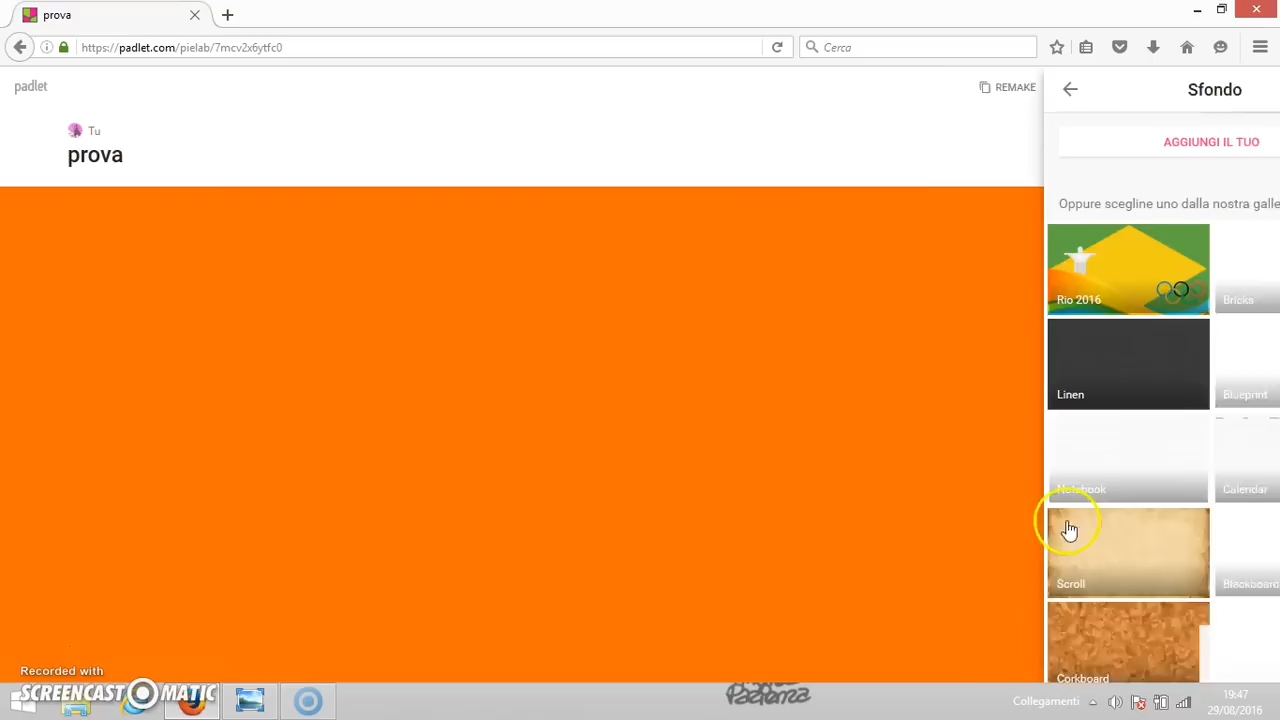 prova
https://padlet.com/pielab/7mcv2x6ytfc0
Cerca
padlet
REMAKE
Sfondo
Tu
prova
AGGIUNGI IL TUO
Oppure scegline uno dalla nostra galle
Rio 2016
Bricks
Linen
Blueprint
Notebook
Calendar
Scroll
Blackboard
Corkboard
Recorded with
SCREENCAST MATIC
Collegamenti
19:47
29/08/2016